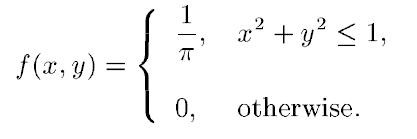 f(x, y) = { 1/π, x² + y² ≤ 1,
0, otherwise.